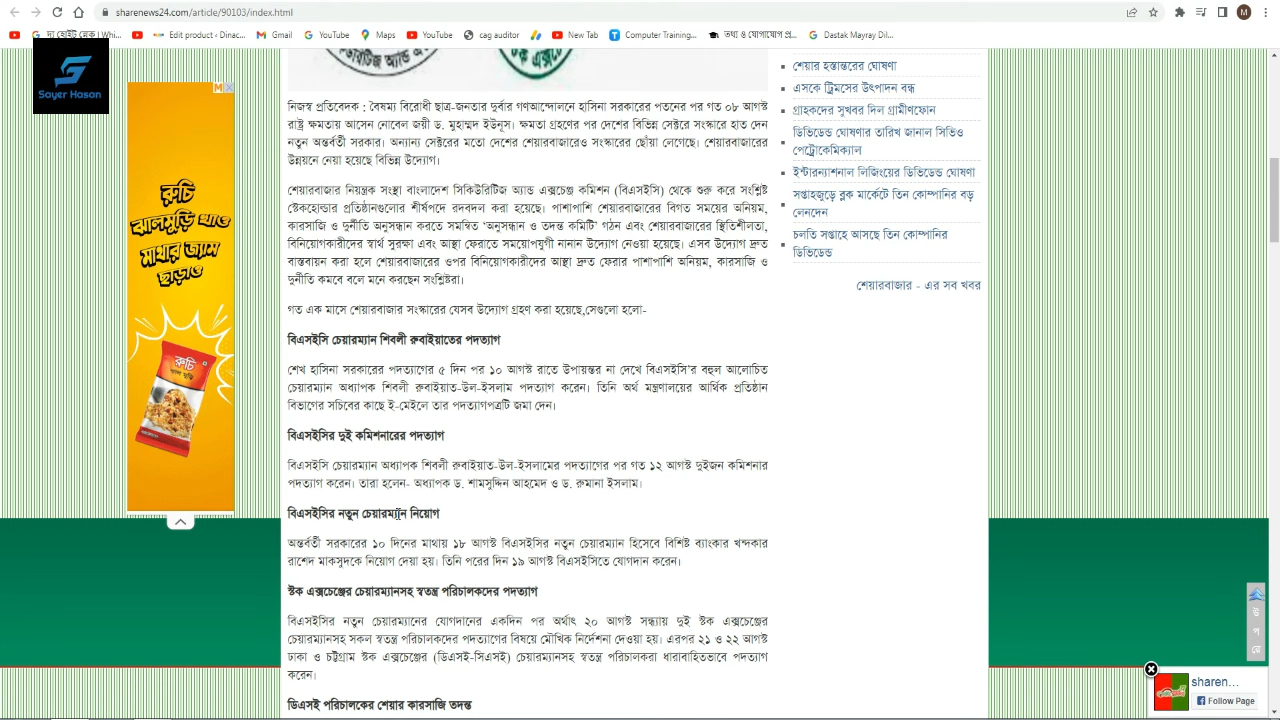 sharenews24.com/article/90103/index.html
দ্য হোইট স্নেক | Whi...
Edit product ‹ Dinac...
Gmail
YouTube
Maps
YouTube
cag auditor
New Tab
Computer Training...
তথ্য ও যোগাযোগ প্র...
Dastak Mayray Dil...
Sayer Hasan
রুচি
ঝালমুড়ি খাও
মাথার জ্যাম
ছাড়াও
রুচি
নিজস্ব প্রতিবেদক : বৈষম্য বিরোধী ছাত্র-জনতার দুর্বার গণআন্দোলনে হাসিনা সরকারের পতনের পর গত ০৮ আগস্ট
রাষ্ট্র ক্ষমতায় আসেন নোবেল জয়ী ড. মুহাম্মদ ইউনূস। ক্ষমতা গ্রহণের পর দেশের বিভিন্ন সেক্টরে সংস্কারে হাত দেন
নতুন অন্তর্বর্তী সরকার। অন্যান্য সেক্টরের মতো দেশের শেয়ারবাজারেও সংস্কারের ছোঁয়া লেগেছে। শেয়ারবাজারের
উন্নয়নে নেয়া হয়েছে বিভিন্ন উদ্যোগ।
শেয়ারবাজার নিয়ন্ত্রক সংস্থা বাংলাদেশ সিকিউরিটিজ অ্যান্ড এক্সচেঞ্জ কমিশন (বিএসইসি) থেকে শুরু করে সংশ্লিষ্ট
স্টেকহোল্ডার প্রতিষ্ঠানগুলোর শীর্ষপদে রদবদল করা হয়েছে। পাশাপাশি শেয়ারবাজারের বিগত সময়ের অনিয়ম,
কারসাজি ও দুর্নীতি অনুসন্ধান করতে সমন্বিত ‘অনুসন্ধান ও তদন্ত কমিটি’ গঠন এবং শেয়ারবাজারের স্থিতিশীলতা,
বিনিয়োগকারীদের স্বার্থ সুরক্ষা এবং আস্থা ফেরাতে সময়োপযুগী নানান উদ্যোগ নেওয়া হয়েছে। এসব উদ্যোগ দ্রুত
বাস্তবায়ন করা হলে শেয়ারবাজারের ওপর বিনিয়োগকারীদের আস্থা দ্রুত ফেরার পাশাপাশি অনিয়ম, কারসাজি ও
দুর্নীতি কমবে বলে মনে করছেন সংশ্লিষ্টরা।
গত এক মাসে শেয়ারবাজার সংস্কারের যেসব উদ্যোগ গ্রহণ করা হয়েছে,সেগুলো হলো-
বিএসইসি চেয়ারম্যান শিবলী রুবাইয়াতের পদত্যাগ
শেখ হাসিনা সরকারের পদত্যাগের ৫ দিন পর ১০ আগস্ট রাতে উপায়ন্তর না দেখে বিএসইসি’র বহুল আলোচিত
চেয়ারম্যান অধ্যাপক শিবলী রুবাইয়াত-উল-ইসলাম পদত্যাগ করেন। তিনি অর্থ মন্ত্রণালয়ের আর্থিক প্রতিষ্ঠান
বিভাগের সচিবের কাছে ই-মেইলে তার পদত্যাগপত্রটি জমা দেন।
বিএসইসির দুই কমিশনারের পদত্যাগ
বিএসইসি চেয়ারম্যান অধ্যাপক শিবলী রুবাইয়াত-উল-ইসলামের পদত্যাগের পর গত ১২ আগস্ট দুইজন কমিশনার
পদত্যাগ করেন। তারা হলেন- অধ্যাপক ড. শামসুদ্দিন আহমেদ ও ড. রুমানা ইসলাম।
বিএসইসির নতুন চেয়ারম্যান নিয়োগ
অন্তর্বর্তী সরকারের ১০ দিনের মাথায় ১৮ আগস্ট বিএসইসির নতুন চেয়ারম্যান হিসেবে বিশিষ্ট ব্যাংকার খন্দকার
রাশেদ মাকসুদকে নিয়োগ দেয়া হয়। তিনি পরের দিন ১৯ আগস্ট বিএসইসিতে যোগদান করেন।
স্টক এক্সচেঞ্জের চেয়ারম্যানসহ স্বতন্ত্র পরিচালকদের পদত্যাগ
বিএসইসির নতুন চেয়ারম্যানের যোগদানের একদিন পর অর্থাৎ ২০ আগস্ট সন্ধ্যায় দুই স্টক এক্সচেঞ্জের
চেয়ারম্যানসহ সকল স্বতন্ত্র পরিচালকদের পদত্যাগের বিষয়ে মৌখিক নির্দেশনা দেওয়া হয়। এরপর ২১ ও ২২ আগস্ট
ঢাকা ও চট্টগ্রাম স্টক এক্সচেঞ্জের (ডিএসই-সিএসই) চেয়ারম্যানসহ স্বতন্ত্র পরিচালকরা ধারাবাহিতভাবে পদত্যাগ
করেন।
ডিএসই পরিচালকের শেয়ার কারসাজি তদন্ত
শেয়ার হস্তান্তরের ঘোষণা
এসকে ট্রিমসের উৎপাদন বন্ধ
গ্রাহকদের সুখবর দিল গ্রামীণফোন
ডিভিডেন্ড ঘোষণার তারিখ জানাল সিভিও
পেট্রোকেমিক্যাল
ইন্টারন্যাশনাল লিজিংয়ের ডিভিডেন্ড ঘোষণা
সপ্তাহজুড়ে ব্লক মার্কেটে তিন কোম্পানির বড়
লেনদেন
চলতি সপ্তাহে আসছে তিন কোম্পানির
ডিভিডেন্ড
শেয়ারবাজার - এর সব খবর
উ
প
রে
sharen...
Follow Page